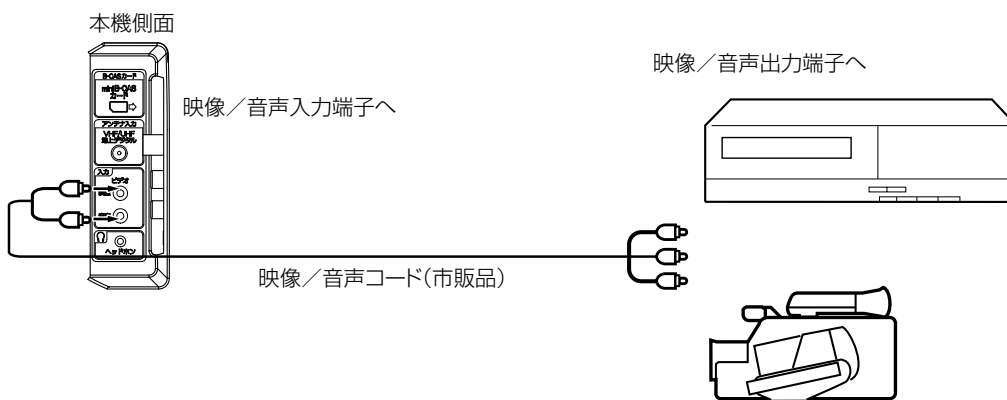 本機側面
B-CASカード
miniB-CAS
カード
アンテナ入力
VHF/UHF
地上デジタル
入力
ビデオ
ヘッドホン
映像／音声入力端子へ
映像／音声コード(市販品)
映像／音声出力端子へ